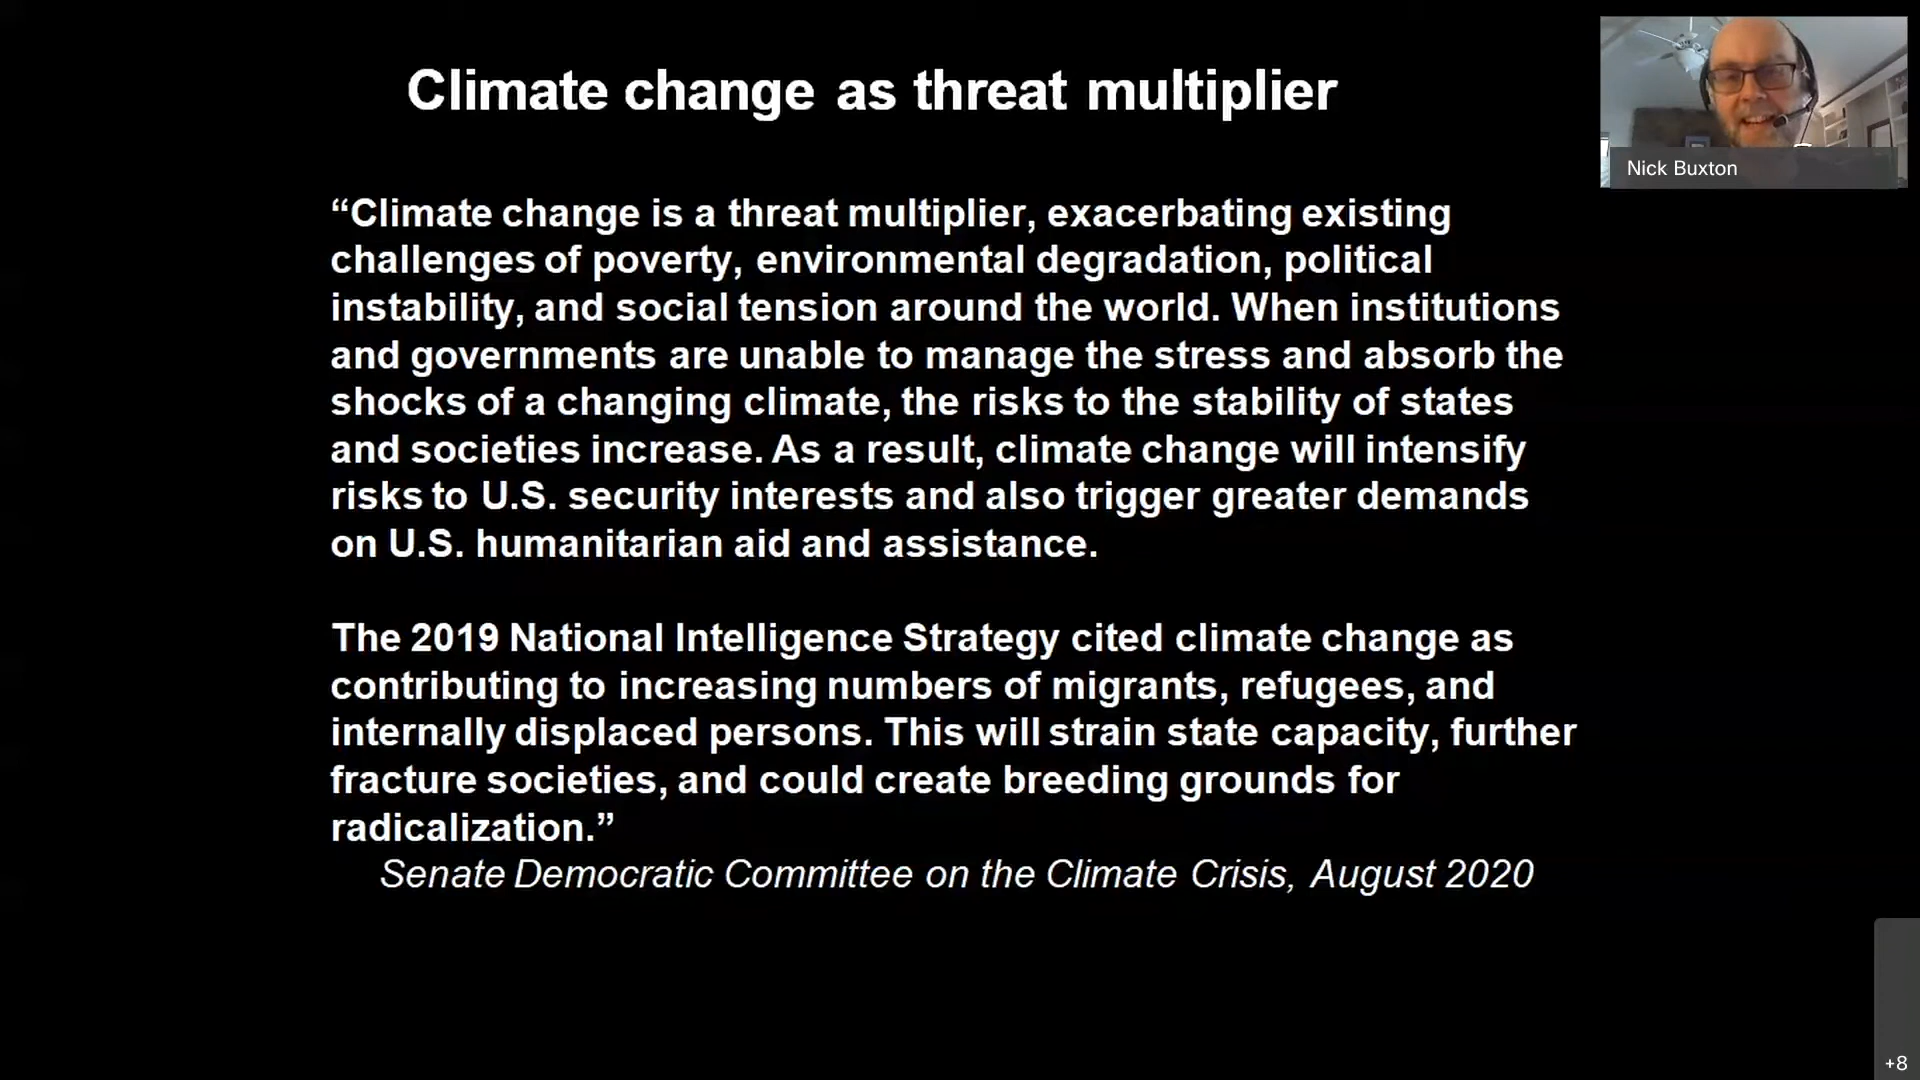 Climate change as threat multiplier
Nick Buxton
“Climate change is a threat multiplier, exacerbating existing
challenges of poverty, environmental degradation, political
instability, and social tension around the world. When institutions
and governments are unable to manage the stress and absorb the
shocks of a changing climate, the risks to the stability of states
and societies increase. As a result, climate change will intensify
risks to U.S. security interests and also trigger greater demands
on U.S. humanitarian aid and assistance.
The 2019 National Intelligence Strategy cited climate change as
contributing to increasing numbers of migrants, refugees, and
internally displaced persons. This will strain state capacity, further
fracture societies, and could create breeding grounds for
radicalization.”
Senate Democratic Committee on the Climate Crisis, August 2020
+8